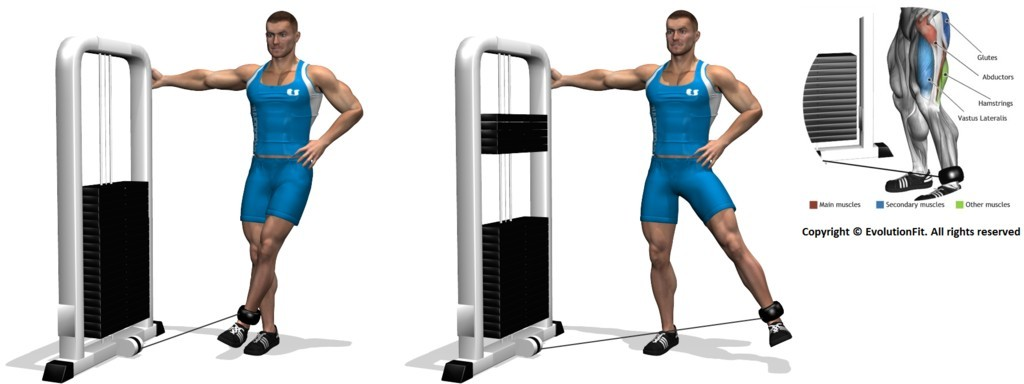 Glutes
Abductors
Hamstrings
Vastus Lateralis
Main muscles Secondary muscles Other muscles
Copyright © EvolutionFit. All rights reserved